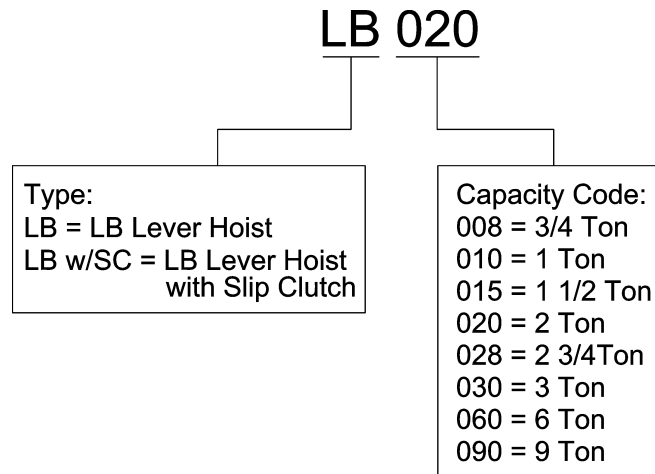 LB 020
Type:
LB = LB Lever Hoist
LB w/SC = LB Lever Hoist
with Slip Clutch
Capacity Code:
008 = 3/4 Ton
010 = 1 Ton
015 = 1 1/2 Ton
020 = 2 Ton
028 = 2 3/4Ton
030 = 3 Ton
060 = 6 Ton
090 = 9 Ton